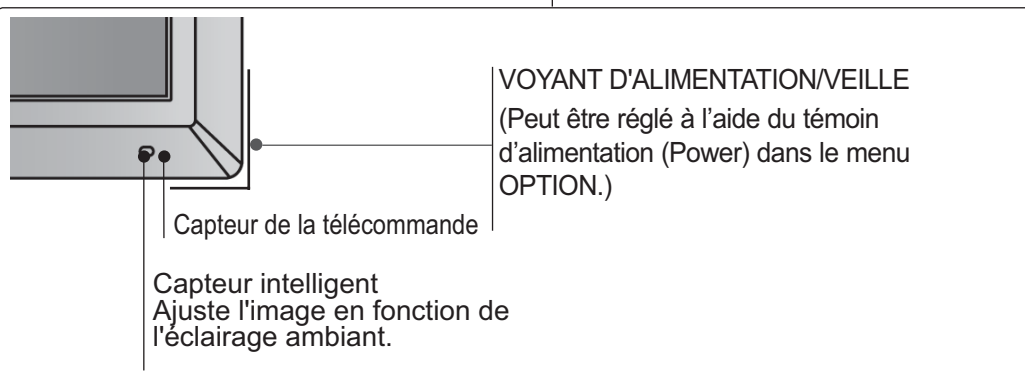 VOYANT D'ALIMENTATION/VEILLE
(Peut être réglé à l’aide du témoin
d’alimentation (Power) dans le menu
OPTION.)
Capteur de la télécommande
Capteur intelligent
Ajuste l'image en fonction de
l'éclairage ambiant.